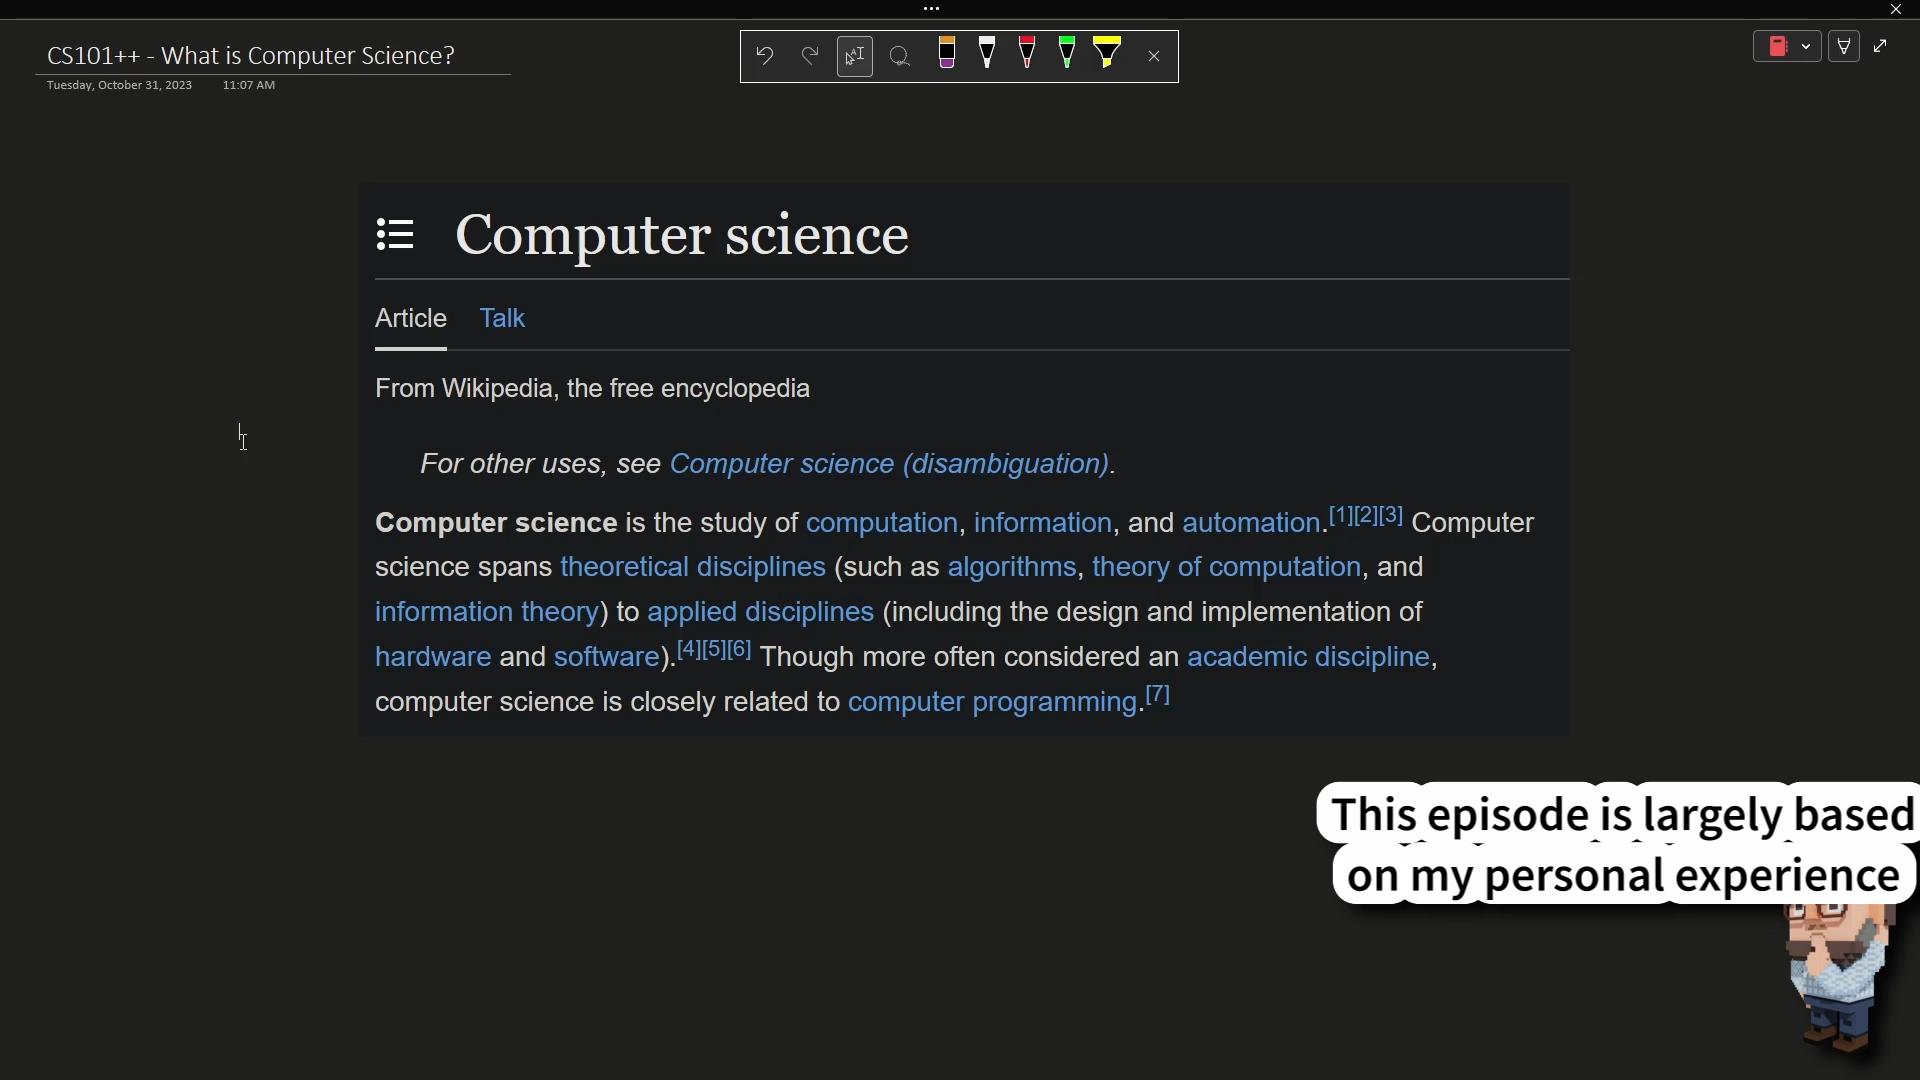 CS101++ - What is Computer Science?
Tuesday, October 31, 2023 11:07 AM
Computer science
Article Talk
From Wikipedia, the free encyclopedia
For other uses, see Computer science (disambiguation).
Computer science is the study of computation, information, and automation.[1][2][3] Computer
science spans theoretical disciplines (such as algorithms, theory of computation, and
information theory) to applied disciplines (including the design and implementation of
hardware and software).[4][5][6] Though more often considered an academic discipline,
computer science is closely related to computer programming.[7]
This episode is largely based
on my personal experience